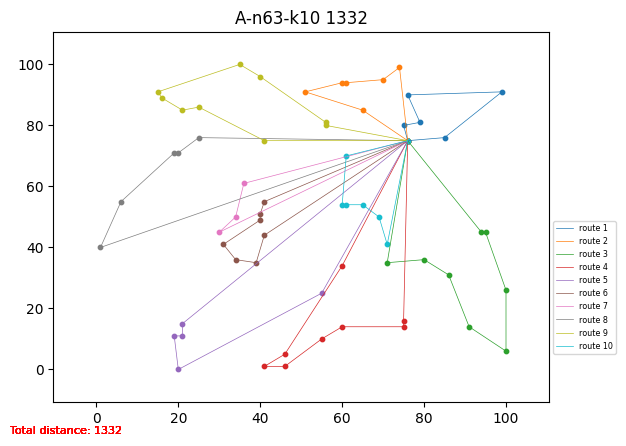 A-n63-k10 1332
100
80
60
40
20
0
0 20 40 60 80 100
route 1
route 2
route 3
route 4
route 5
route 6
route 7
route 8
route 9
route 10
Total distance: 1332